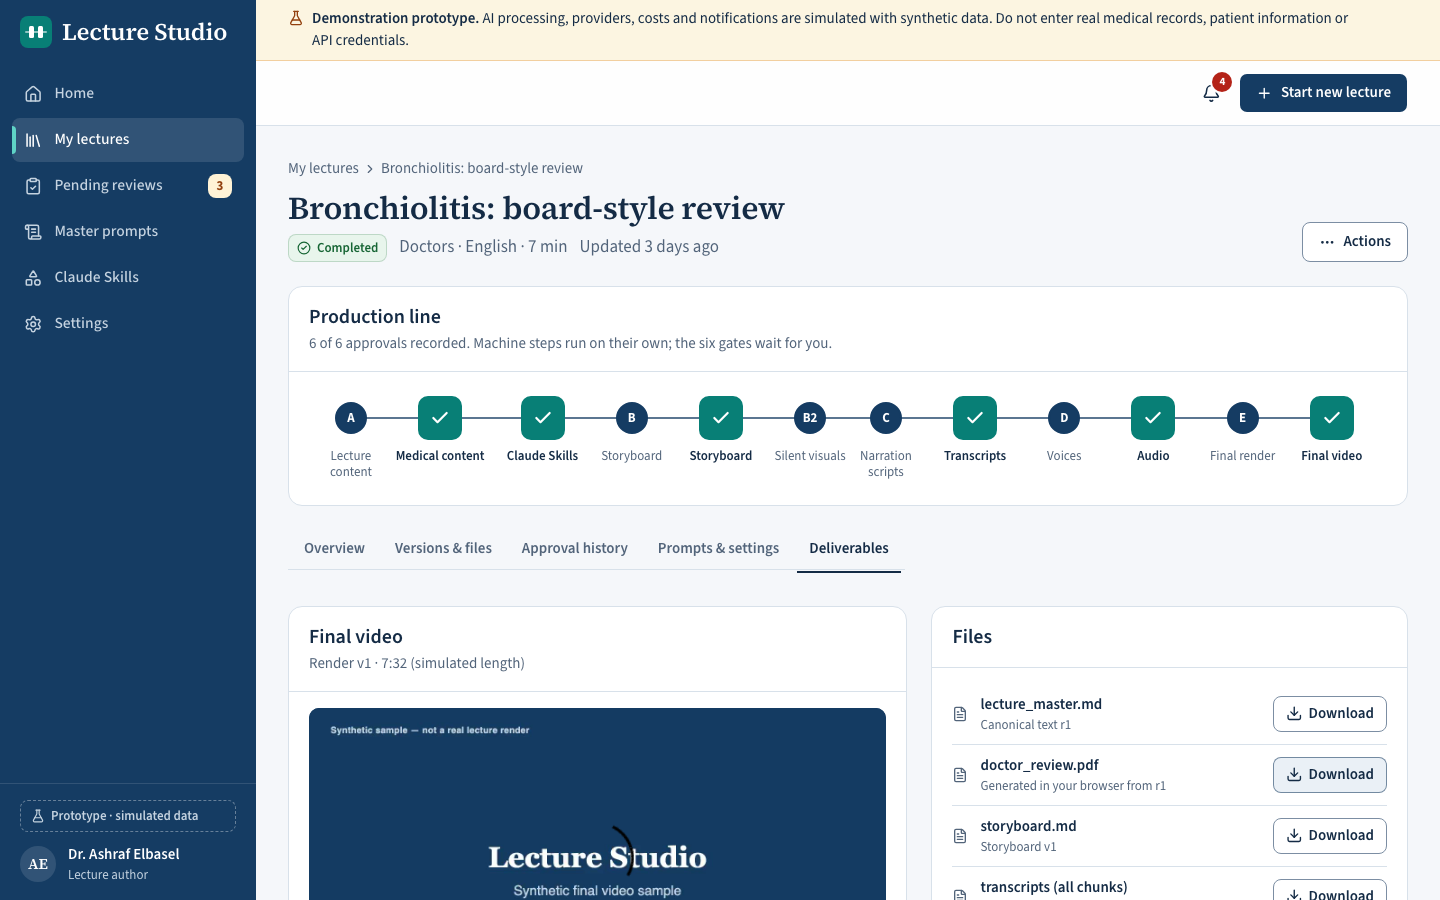 Lecture Studio
Home
My lectures
Pending reviews
3
Master prompts
Claude Skills
Settings
Prototype · simulated data
AE
Dr. Ashraf Elbasel
Lecture author
Demonstration prototype. AI processing, providers, costs and notifications are simulated with synthetic data. Do not enter real medical records, patient information or
API credentials.
4
Start new lecture
My lectures
Bronchiolitis: board-style review
Bronchiolitis: board-style review
Completed
Doctors · English · 7 min
Updated 3 days ago
Actions
Production line
6 of 6 approvals recorded. Machine steps run on their own; the six gates wait for you.
A
B
B2
C
D
E
Lecture
content
Medical content
Claude Skills
Storyboard
Storyboard
Silent visuals
Narration
scripts
Transcripts
Voices
Audio
Final render
Final video
Overview
Versions & files
Approval history
Prompts & settings
Deliverables
Final video
Render v1 · 7:32 (simulated length)
Synthetic sample — not a real lecture render
Lecture Studio
Synthetic final video sample
Files
lecture_master.md
Canonical text r1
Download
doctor_review.pdf
Generated in your browser from r1
Download
storyboard.md
Storyboard v1
Download
transcripts (all chunks)
Download